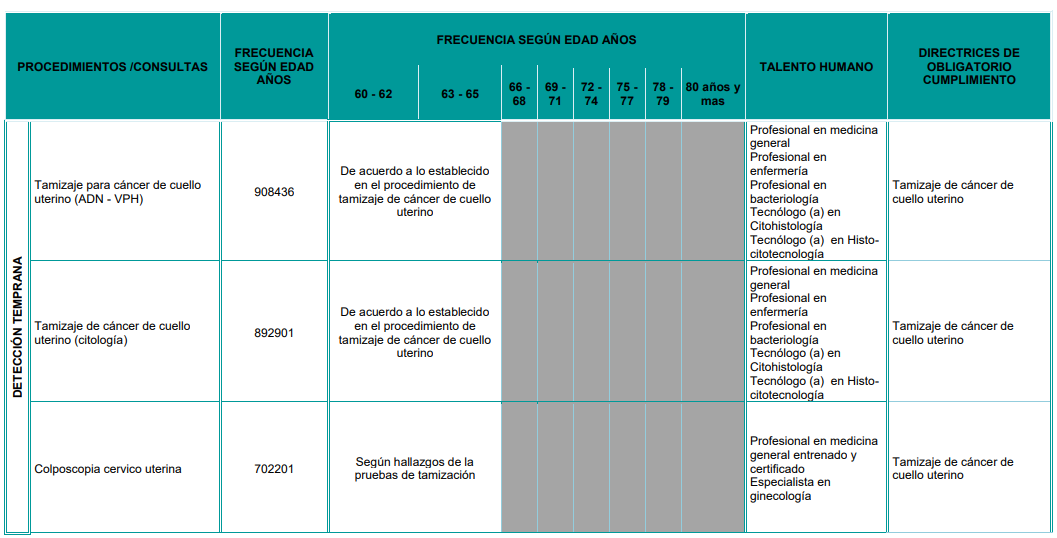 PROCEDIMIENTOS /CONSULTAS
FRECUENCIA
SEGÚN EDAD
AÑOS
FRECUENCIA SEGÚN EDAD AÑOS
60 - 62
63 - 65
66 -
68
69 -
71
72 -
74
75 -
77
78 -
79
80 años y
mas
TALENTO HUMANO
DIRECTRICES DE
OBLIGATORIO
CUMPLIMIENTO
DETECCIÓN TEMPRANA
Tamizaje para cáncer de cuello
uterino (ADN - VPH)
908436
De acuerdo a lo establecido
en el procedimiento de
tamizaje de cáncer de cuello
uterino
Profesional en medicina
general
Profesional en
enfermería
Profesional en
bacteriología
Tecnólogo (a) en
Citohistología
Tecnólogo (a) en Histo-
citotecnología
Tamizaje de cáncer de
cuello uterino
Tamizaje de cáncer de cuello
uterino (citología)
892901
De acuerdo a lo establecido
en el procedimiento de
tamizaje de cáncer de cuello
uterino
Profesional en medicina
general
Profesional en
enfermería
Profesional en
bacteriología
Tecnólogo (a) en
Citohistología
Tecnólogo (a) en Histo-
citotecnología
Tamizaje de cáncer de
cuello uterino
Colposcopia cervico uterina
702201
Según hallazgos de la
pruebas de tamización
Profesional en medicina
general entrenado y
certificado
Especialista en
ginecología
Tamizaje de cáncer de
cuello uterino